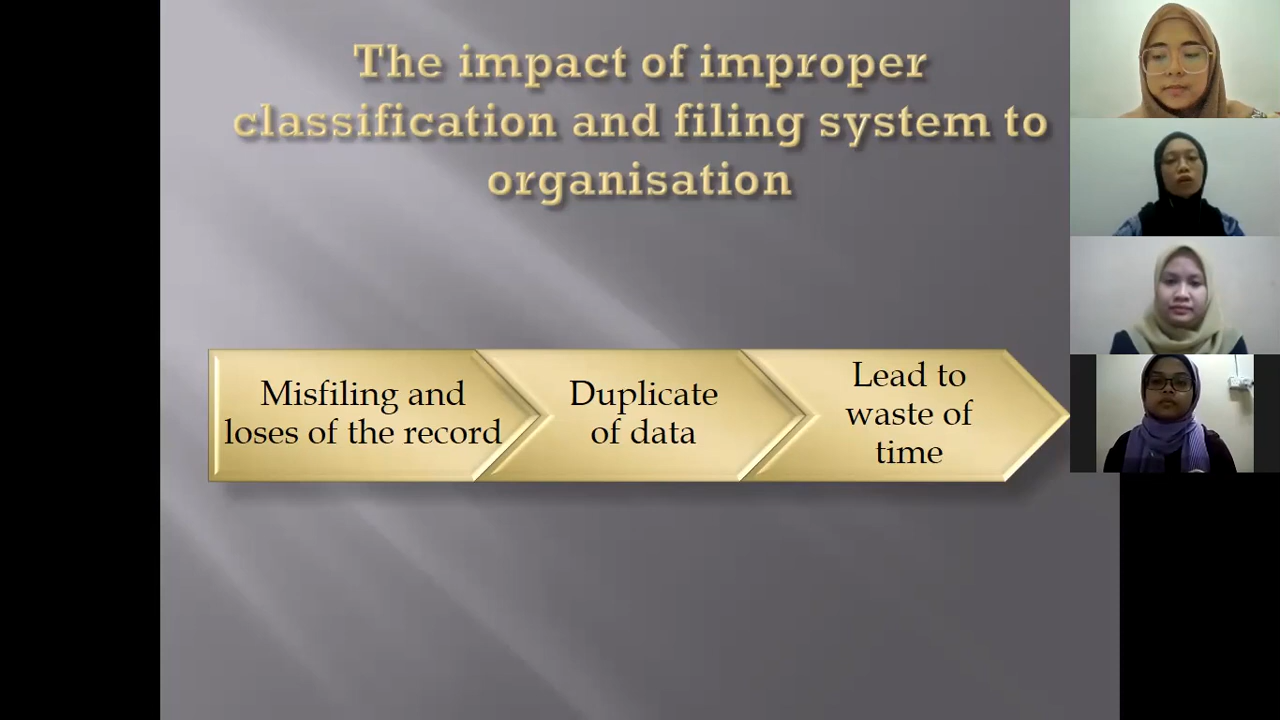 The impact of improper
classification and filing system to
organisation
Misfiling and
loses of the record
Duplicate
of data
Lead to
waste of
time